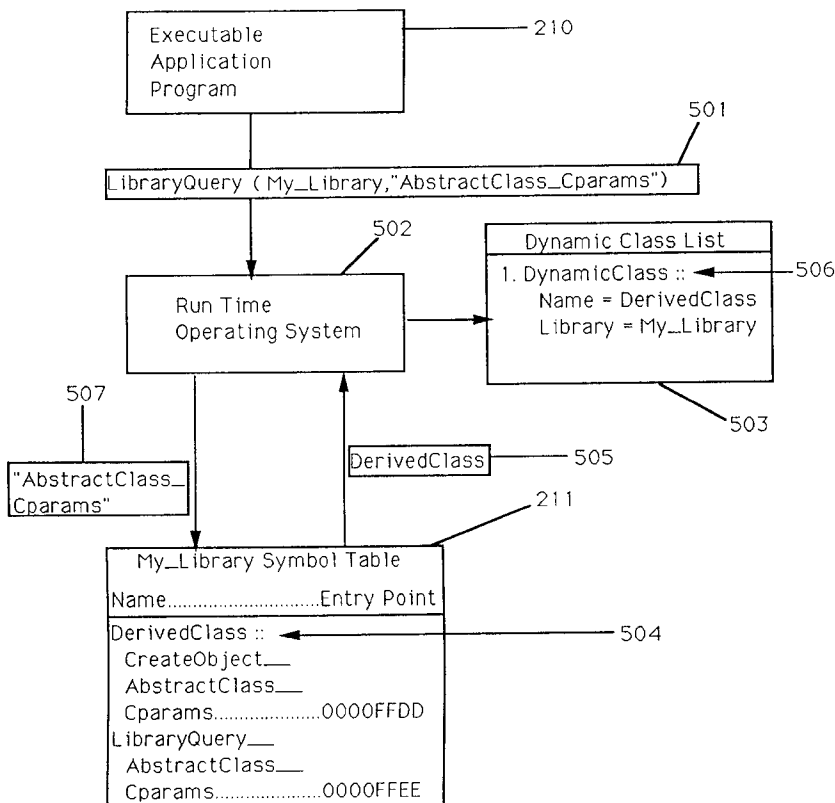 Executable
Application
Program
210
501
LibraryQuery ( My_Library,"AbstractClass_Cparams")
502
Run Time
Operating System
Dynamic Class List
1. DynamicClass ::
506
Name = DerivedClass
Library = My_Library
503
507
"AbstractClass_
Cparams"
DerivedClass
505
211
My_Library Symbol Table
Name.............................Entry Point
DerivedClass ::
504
CreateObject__
AbstractClass__
Cparams.....................0000FFDD
LibraryQuery__
AbstractClass__
Cparams.....................0000FFEE